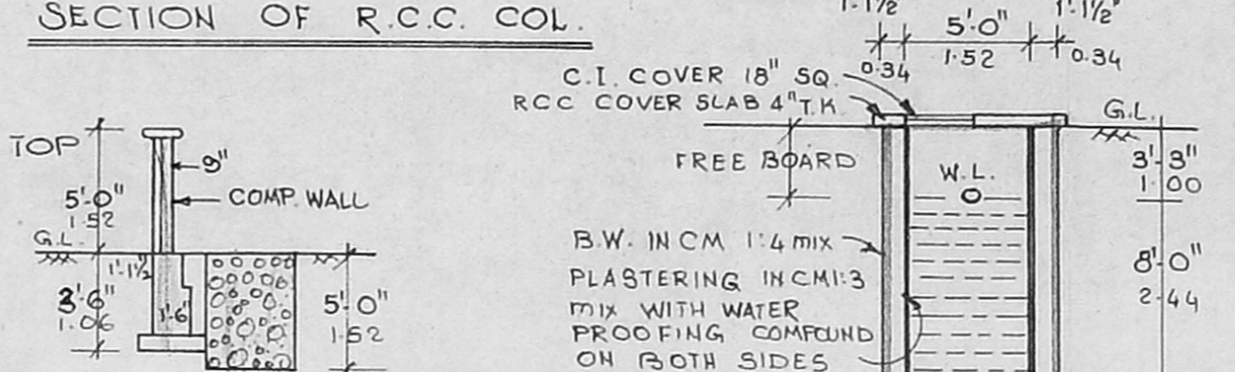 SECTION OF R.C.C. COL.
TOP
5'-0"
1.52
G.L.
3'-6"
1.06
9"
COMP. WALL
1'-1½
1'-6"
5'-0"
1.52
1'-1½"
5'-0"
1'-1½"
0.34
1.52
0.34
C.I. COVER 18" SQ.
RCC COVER SLAB 4" T.K.
G.L.
FREE BOARD
W.L.
3'-3"
1.00
B.W. IN CM 1:4 MIX
PLASTERING IN CM1:3
MIX WITH WATER
PROOFING COMPOUND
ON BOTH SIDES
8'-0"
2.44